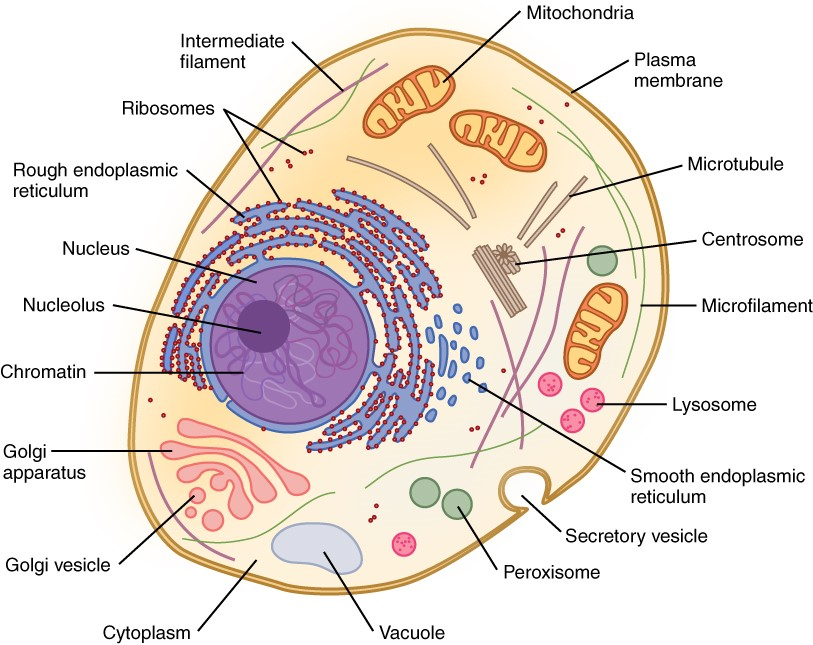 Mitochondria
Intermediate
filament
Plasma
membrane
Ribosomes
Rough endoplasmic
reticulum
Microtubule
Nucleus
Centrosome
Nucleolus
Microfilament
Chromatin
Lysosome
Golgi
apparatus
Smooth endoplasmic
reticulum
Secretory vesicle
Golgi vesicle
Peroxisome
Cytoplasm
Vacuole